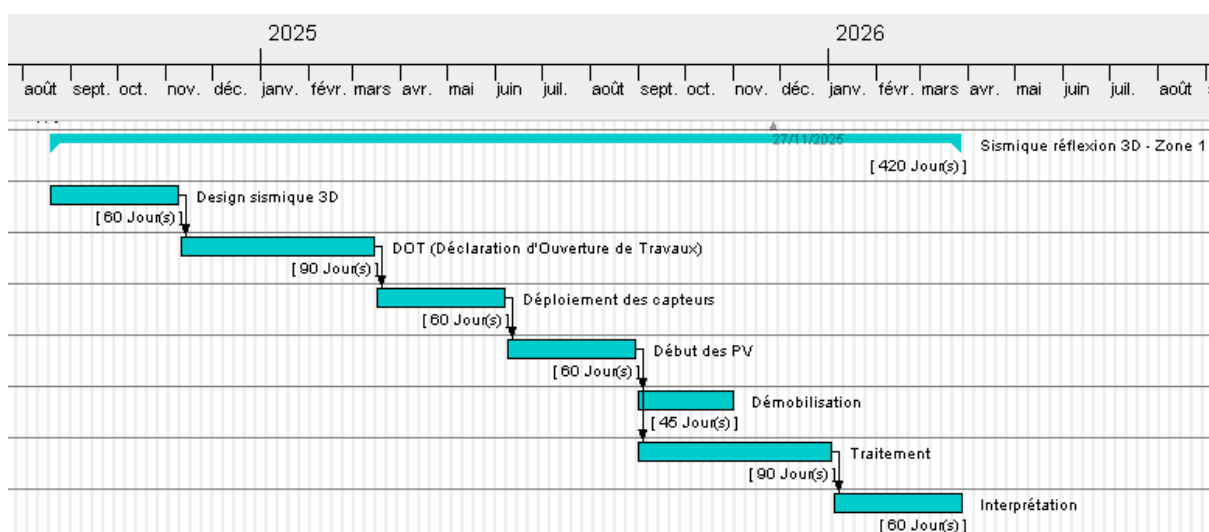 2025 2026
août sept. oct. nov. déc. janv. févr. mars avr. mai juin juil. août sept. oct. nov. déc. janv. févr. mars avr. mai juin juil. août
27/11/2025
Sismique réflexion 3D - Zone 1
[ 420 Jour(s) ]
Design sismique 3D
[ 60 Jour(s) ]
DOT (Déclaration d'Ouverture de Travaux)
[ 90 Jour(s) ]
Déploiement des capteurs
[ 60 Jour(s) ]
Début des PV
[ 60 Jour(s) ]
Démobilisation
[ 45 Jour(s) ]
Traitement
[ 90 Jour(s) ]
Interprétation
[ 60 Jour(s) ]